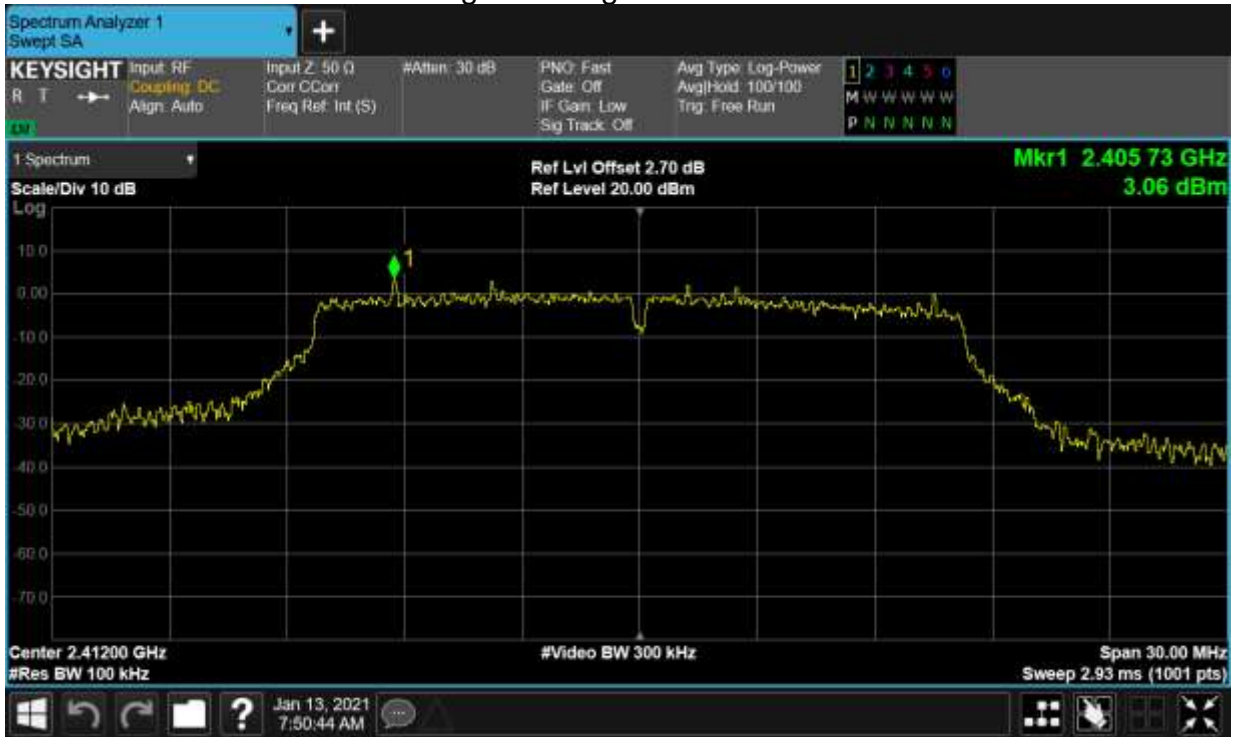 Spectrum Analyzer 1
Swept SA
+
KEYSIGHT
R T
Input: RF
Coupling: DC
Align: Auto
Input Z: 50 Ω
Corr CCorr
Freq Ref: Int (S)
#Atten: 30 dB
PNO: Fast
Gate: Off
IF Gain: Low
Sig Track: Off
Avg Type: Log-Power
Avg|Hold: 100/100
Trig: Free Run
1 2 3 4 5 6
M W W W W W
P N N N N N
1 Spectrum
Scale/Div 10 dB
Log
Ref Lvl Offset 2.70 dB
Ref Level 20.00 dBm
Mkr1 2.405 73 GHz
3.06 dBm
1
10.0
0.00
-10.0
-20.0
-30.0
-40.0
-50.0
-60.0
-70.0
Center 2.41200 GHz
#Res BW 100 kHz
#Video BW 300 kHz
Span 30.00 MHz
Sweep 2.93 ms (1001 pts)
?
Jan 13, 2021
7:50:44 AM